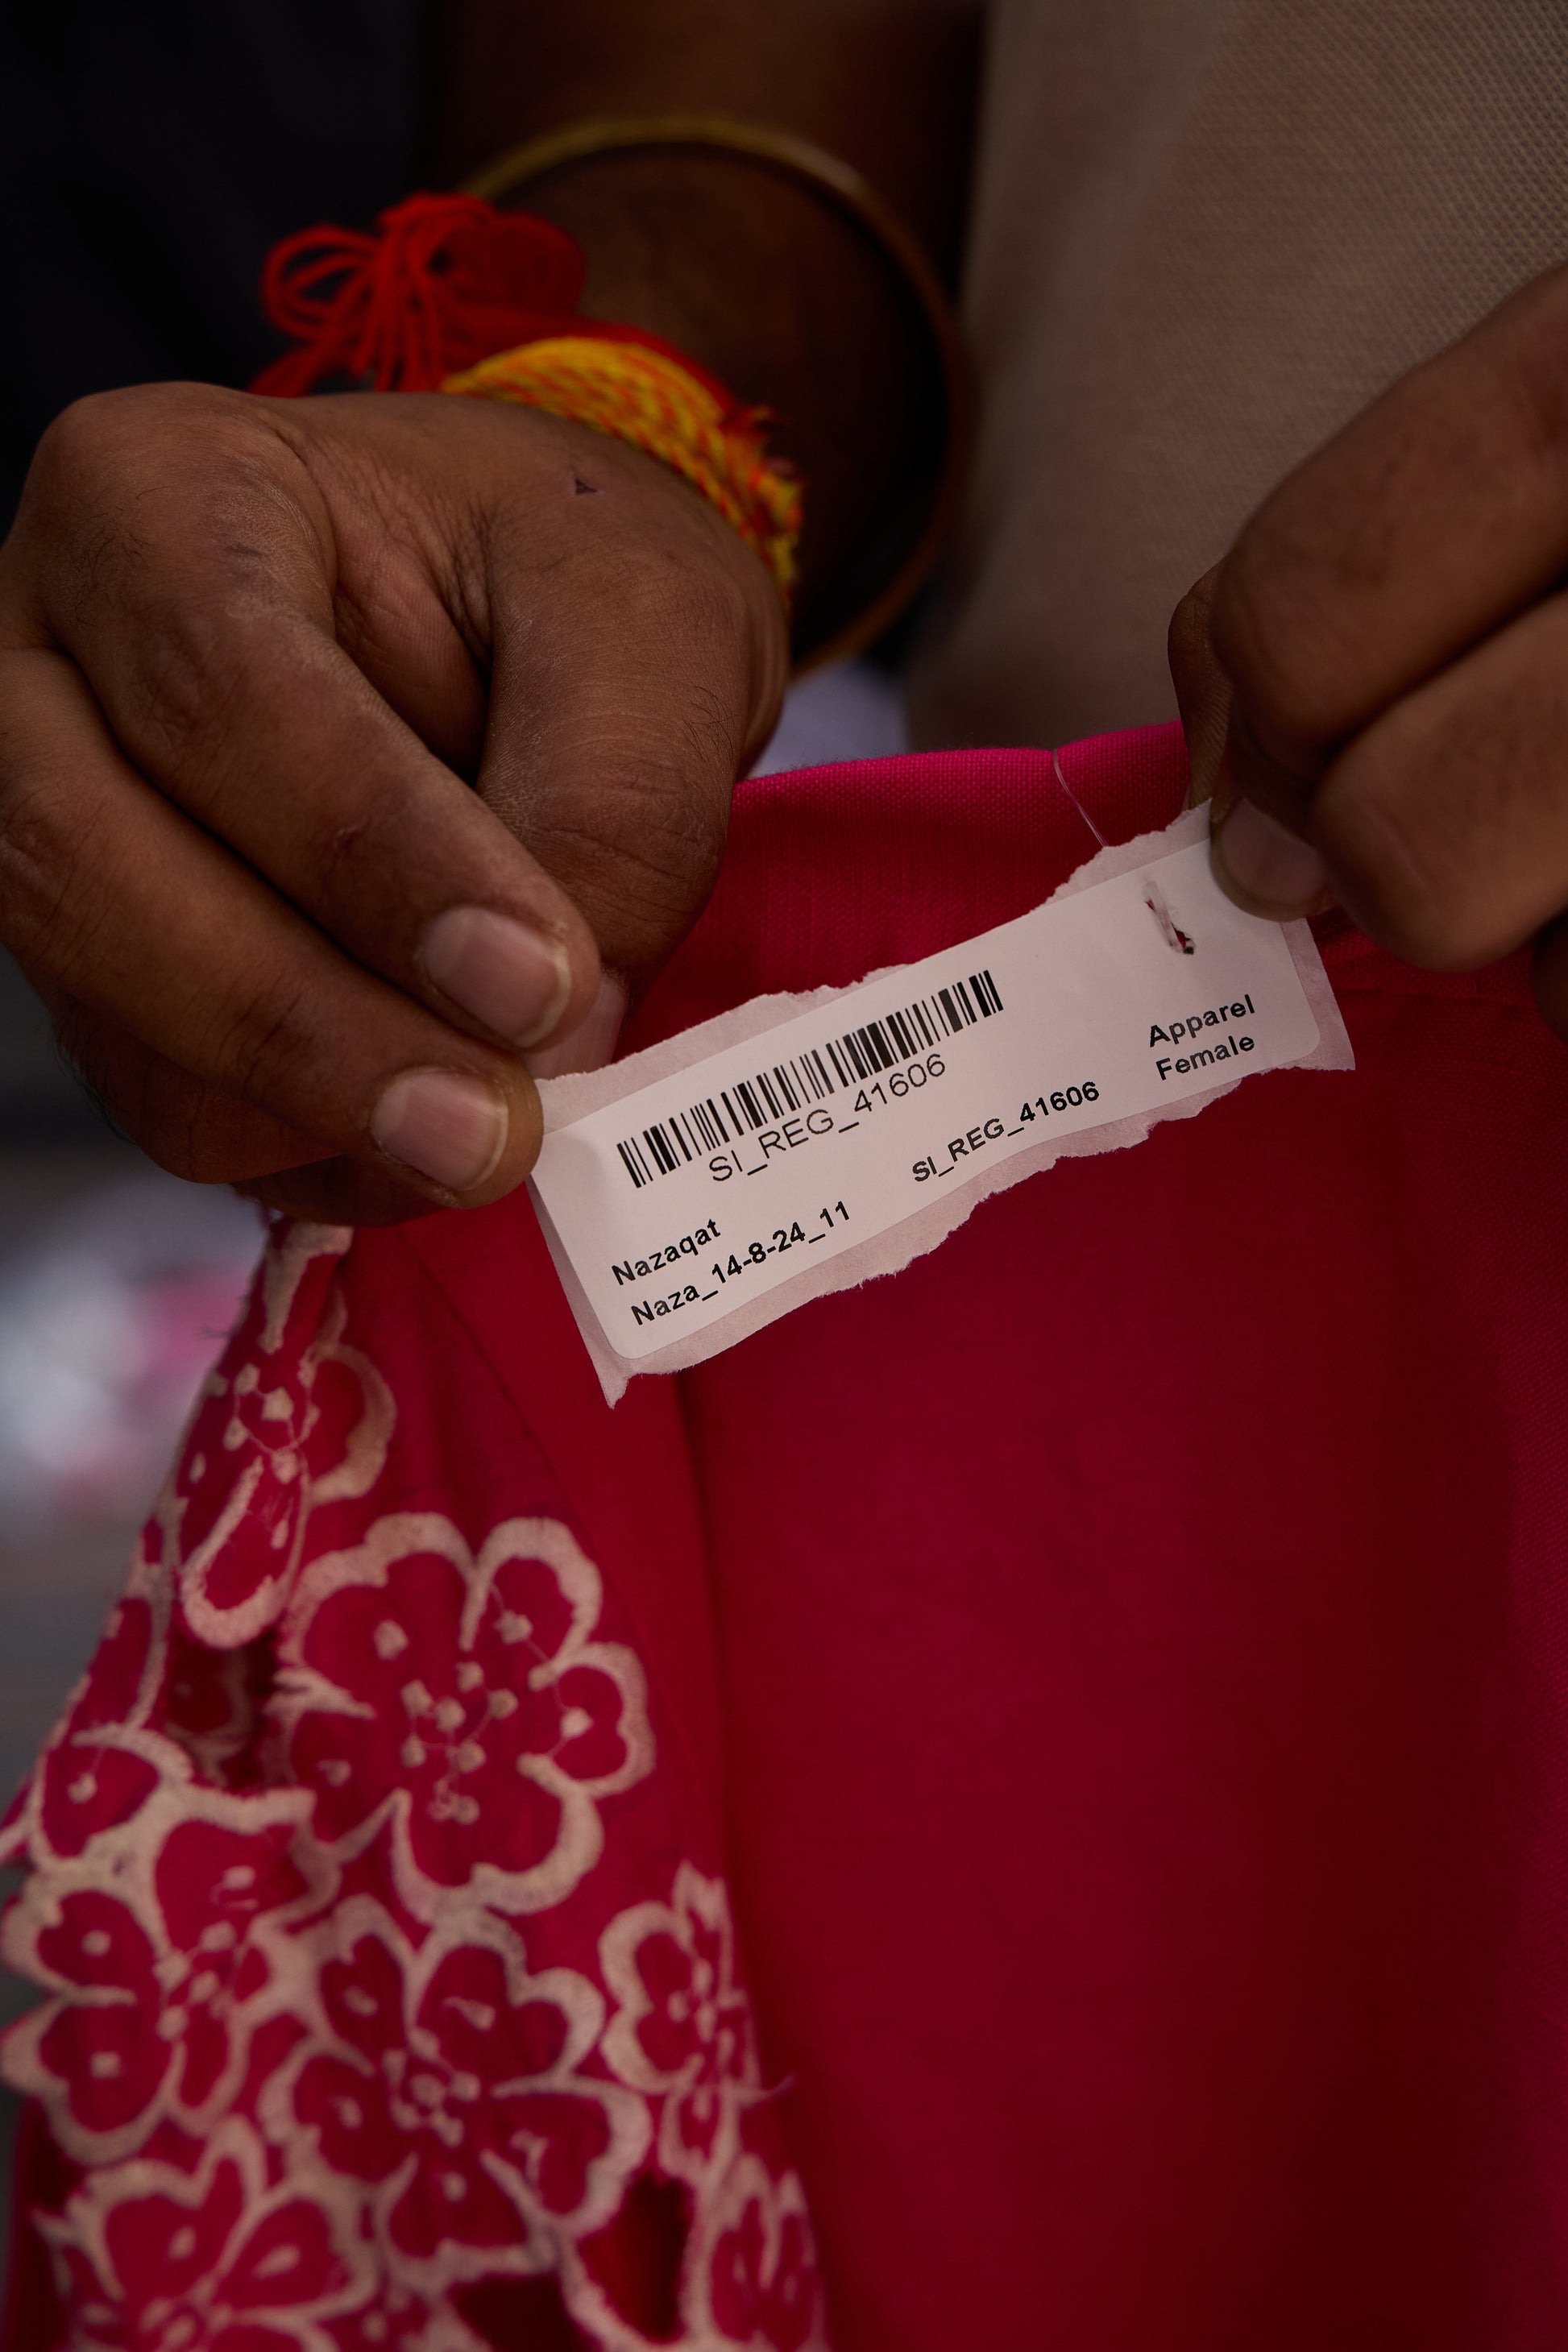 SI_REG_41606
Apparel
Female
Nazaqat
Naza_14-8-24_11
SI_REG_41606